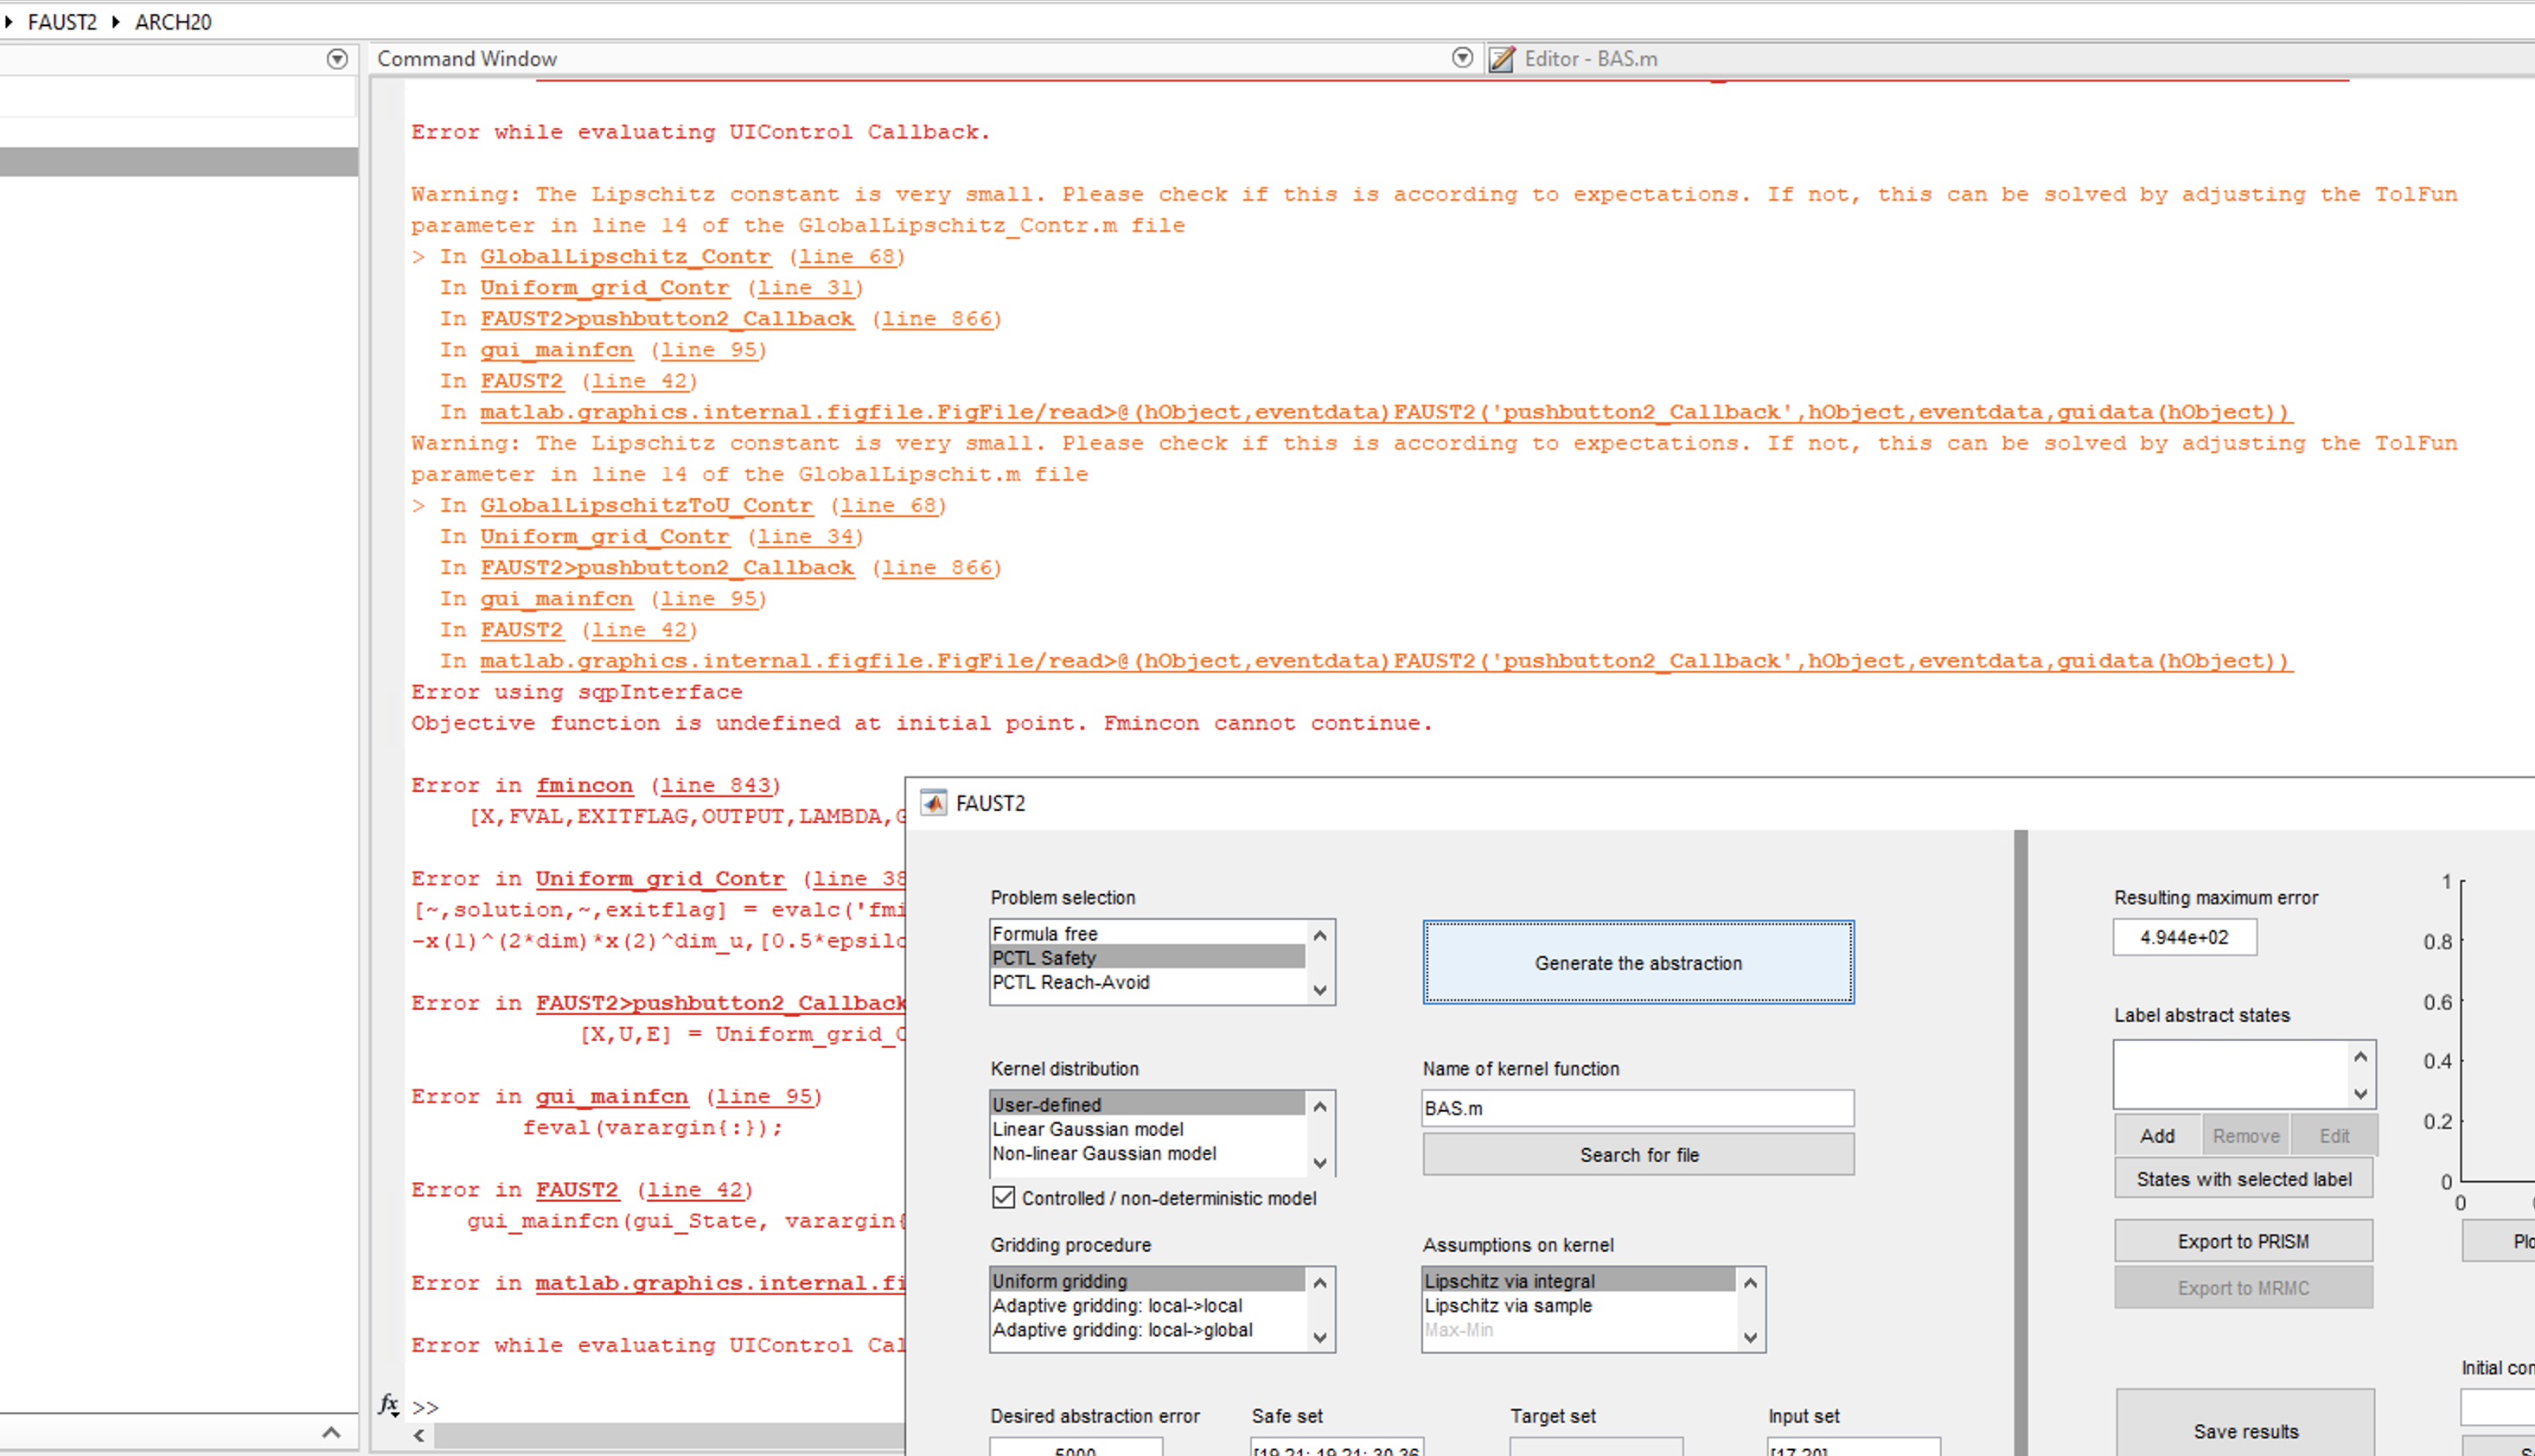 FAUST2 ARCH20
Command Window
Editor - BAS.m
Error while evaluating UIControl Callback.
Warning: The Lipschitz constant is very small. Please check if this is according to expectations. If not, this can be solved by adjusting the TolFun
parameter in line 14 of the GlobalLipschitz_Contr.m file
> In GlobalLipschitz_Contr (line 68)
In Uniform_grid_Contr (line 31)
In FAUST2>pushbutton2_Callback (line 866)
In gui_mainfcn (line 95)
In FAUST2 (line 42)
In matlab.graphics.internal.figfile.FigFile/read>@(hObject,eventdata)FAUST2('pushbutton2_Callback',hObject,eventdata,guidata(hObject))
Warning: The Lipschitz constant is very small. Please check if this is according to expectations. If not, this can be solved by adjusting the TolFun
parameter in line 14 of the GlobalLipschit.m file
> In GlobalLipschitzToU_Contr (line 68)
In Uniform_grid_Contr (line 34)
In FAUST2>pushbutton2_Callback (line 866)
In gui_mainfcn (line 95)
In FAUST2 (line 42)
In matlab.graphics.internal.figfile.FigFile/read>@(hObject,eventdata)FAUST2('pushbutton2_Callback',hObject,eventdata,guidata(hObject))
Error using sqpInterface
Objective function is undefined at initial point. Fmincon cannot continue.
Error in fmincon (line 843)
[X,FVAL,EXITFLAG,OUTPUT,LAMBDA,G
Error in Uniform_grid_Contr (line 38
[~,solution,~,exitflag] = evalc('fmi
-x(1)^(2*dim)*x(2)^dim_u,[0.5*epsilo
Error in FAUST2>pushbutton2_Callback
[X,U,E] = Uniform_grid_C
Error in gui_mainfcn (line 95)
feval(varargin{:});
Error in FAUST2 (line 42)
gui_mainfcn(gui_State, varargin{
Error in matlab.graphics.internal.fi
Error while evaluating UIControl Cal
fx >>
FAUST2
Problem selection
Formula free
PCTL Safety
PCTL Reach-Avoid
Generate the abstraction
Kernel distribution
User-defined
Linear Gaussian model
Non-linear Gaussian model
Name of kernel function
BAS.m
Search for file
Controlled / non-deterministic model
Gridding procedure
Uniform gridding
Adaptive gridding: local->local
Adaptive gridding: local->global
Assumptions on kernel
Lipschitz via integral
Lipschitz via sample
Max-Min
Desired abstraction error
5000
Safe set
[19 21; 19 21; 30 36
Target set
Input set
[17 20]
Resulting maximum error
4.944e+02
Label abstract states
Add Remove Edit
States with selected label
Export to PRISM
Export to MRMC
Save results
1
0.8
0.6
0.4
0.2
0
0
Plo
Initial con